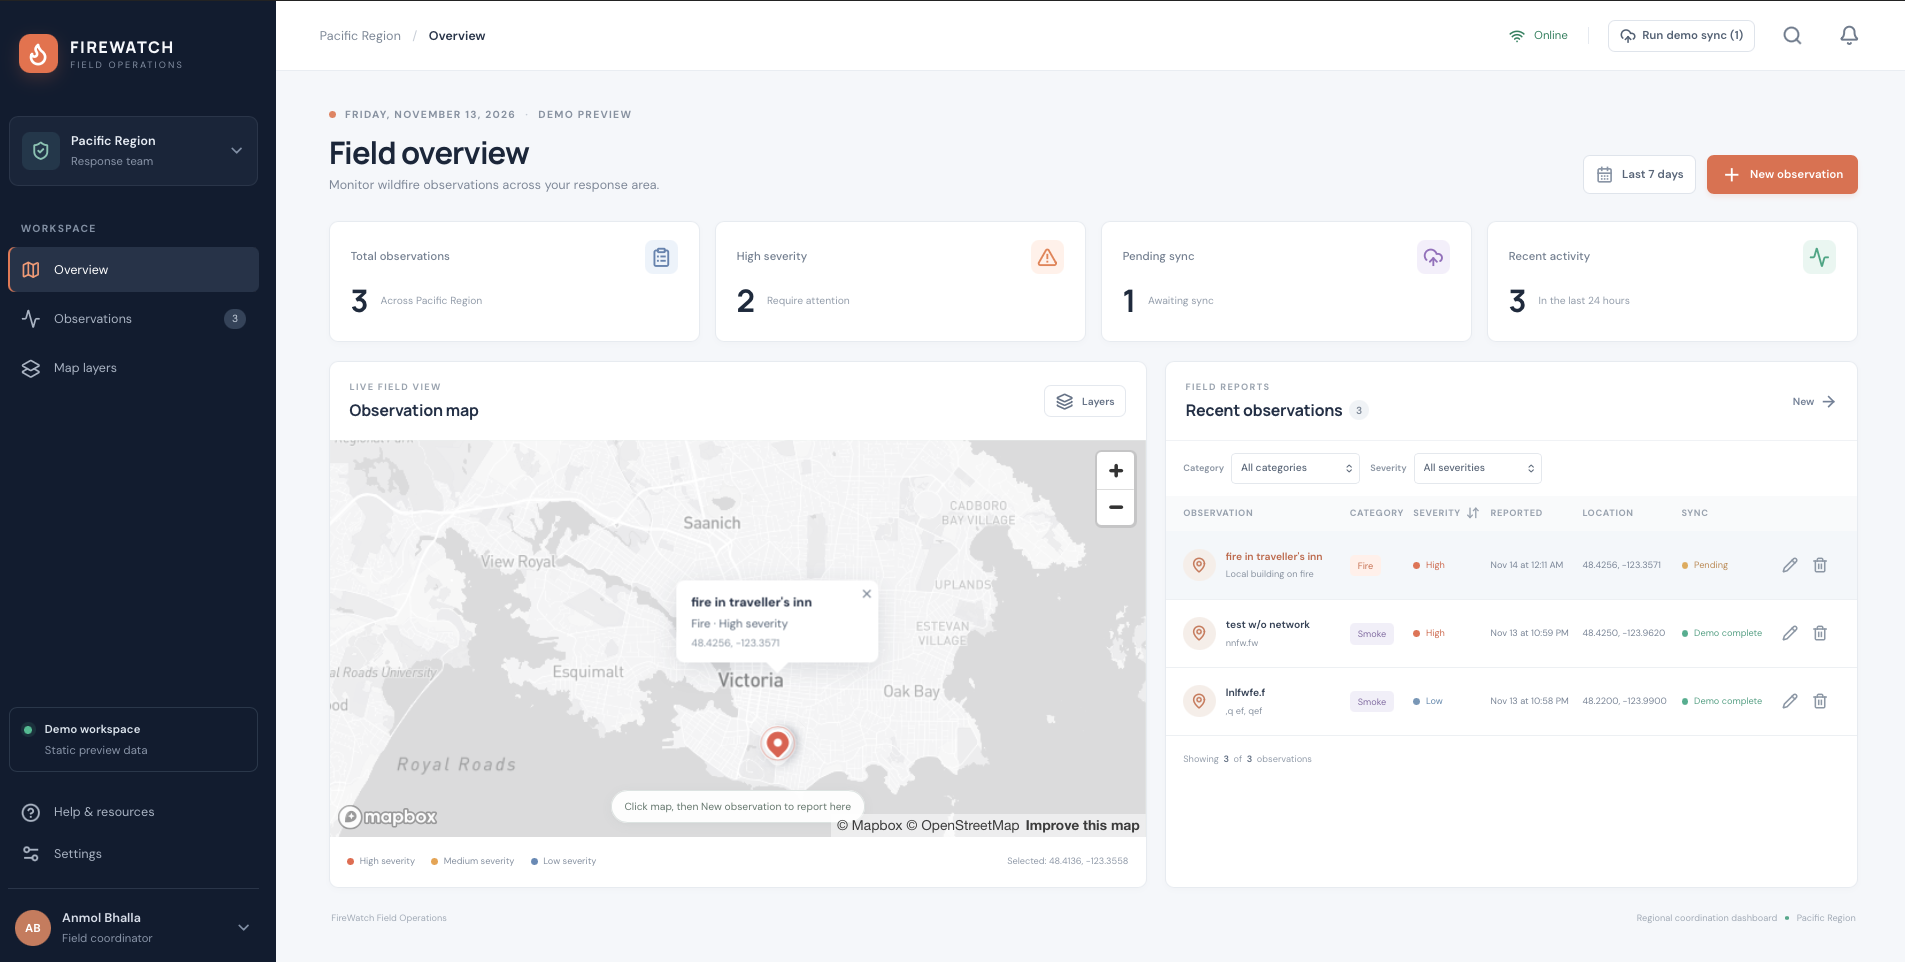 FIREWATCH
FIELD OPERATIONS
Pacific Region
Response team
WORKSPACE
Overview
Observations 3
Map layers
Demo workspace
Static preview data
Help & resources
Settings
AB
Anmol Bhalla
Field coordinator
Pacific Region / Overview
Online
Run demo sync (1)
FRIDAY, NOVEMBER 13, 2026 · DEMO PREVIEW
Field overview
Monitor wildfire observations across your response area.
Last 7 days
New observation
Total observations
3 Across Pacific Region
High severity
2 Require attention
Pending sync
1 Awaiting sync
Recent activity
3 In the last 24 hours
LIVE FIELD VIEW
Observation map
Layers
Saanich
CADBORO
BAY VILLAGE
View Royal
UPLANDS
fire in traveller's inn
Fire · High severity
48.4256, -123.3571
ESTEVAN
VILLAGE
al Roads University
Esquimalt
Victoria
Oak Bay
ood
Royal Roads
Click map, then New observation to report here
mapbox
© Mapbox © OpenStreetMap Improve this map
High severity
Medium severity
Low severity
Selected: 48.4136, -123.3558
FIELD REPORTS
Recent observations 3
New
Category All categories Severity All severities
OBSERVATION CATEGORY SEVERITY REPORTED LOCATION SYNC
fire in traveller's inn
Local building on fire
Fire High Nov 14 at 12:11 AM 48.4256, -123.3571 Pending
test w/o network
nnfw.fw
Smoke High Nov 13 at 10:59 PM 48.4250, -123.9620 Demo complete
lnlfwfe.f
,q ef, qef
Smoke Low Nov 13 at 10:58 PM 48.2200, -123.9900 Demo complete
Showing 3 of 3 observations
FireWatch Field Operations
Regional coordination dashboard • Pacific Region